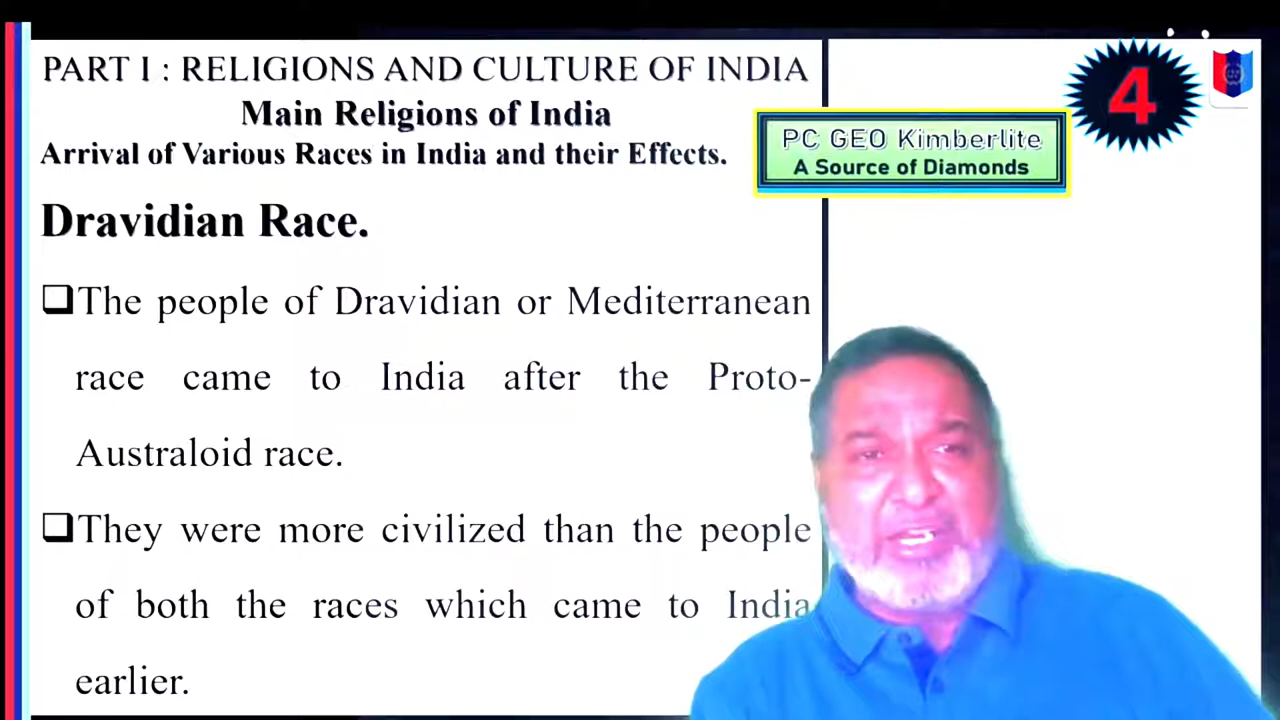 PART I : RELIGIONS AND CULTURE OF INDIA
Main Religions of India
Arrival of Various Races in India and their Effects.
4
PC GEO Kimberlite
A Source of Diamonds
Dravidian Race.
❑The people of Dravidian or Mediterranean
race came to India after the Proto-
Australoid race.
❑They were more civilized than the people
of both the races which came to India
earlier.